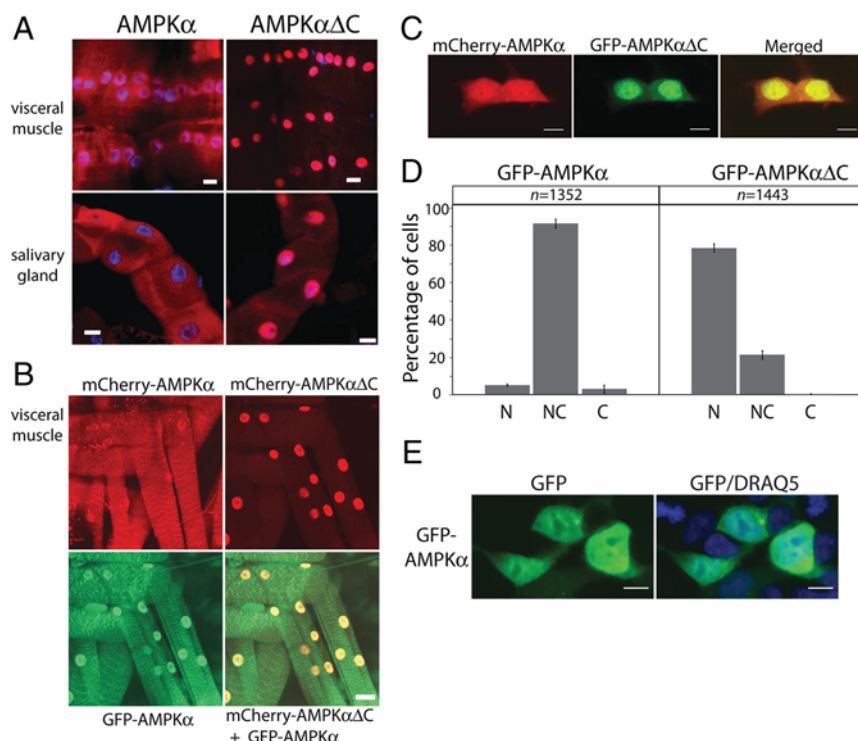 A
AMPKα
AMPKαΔC
visceral
muscle
salivary
gland
B
mCherry-AMPKα
mCherry-AMPKαΔC
visceral
muscle
GFP-AMPKα
mCherry-AMPKαΔC
+ GFP-AMPKα
C
mCherry-AMPKα
GFP-AMPKαΔC
Merged
D
GFP-AMPKα
GFP-AMPKαΔC
n=1352
n=1443
Percentage of cells
100
80
60
40
20
0
N
NC
C
N
NC
C
E
GFP
GFP/DRAQ5
GFP-
AMPKα